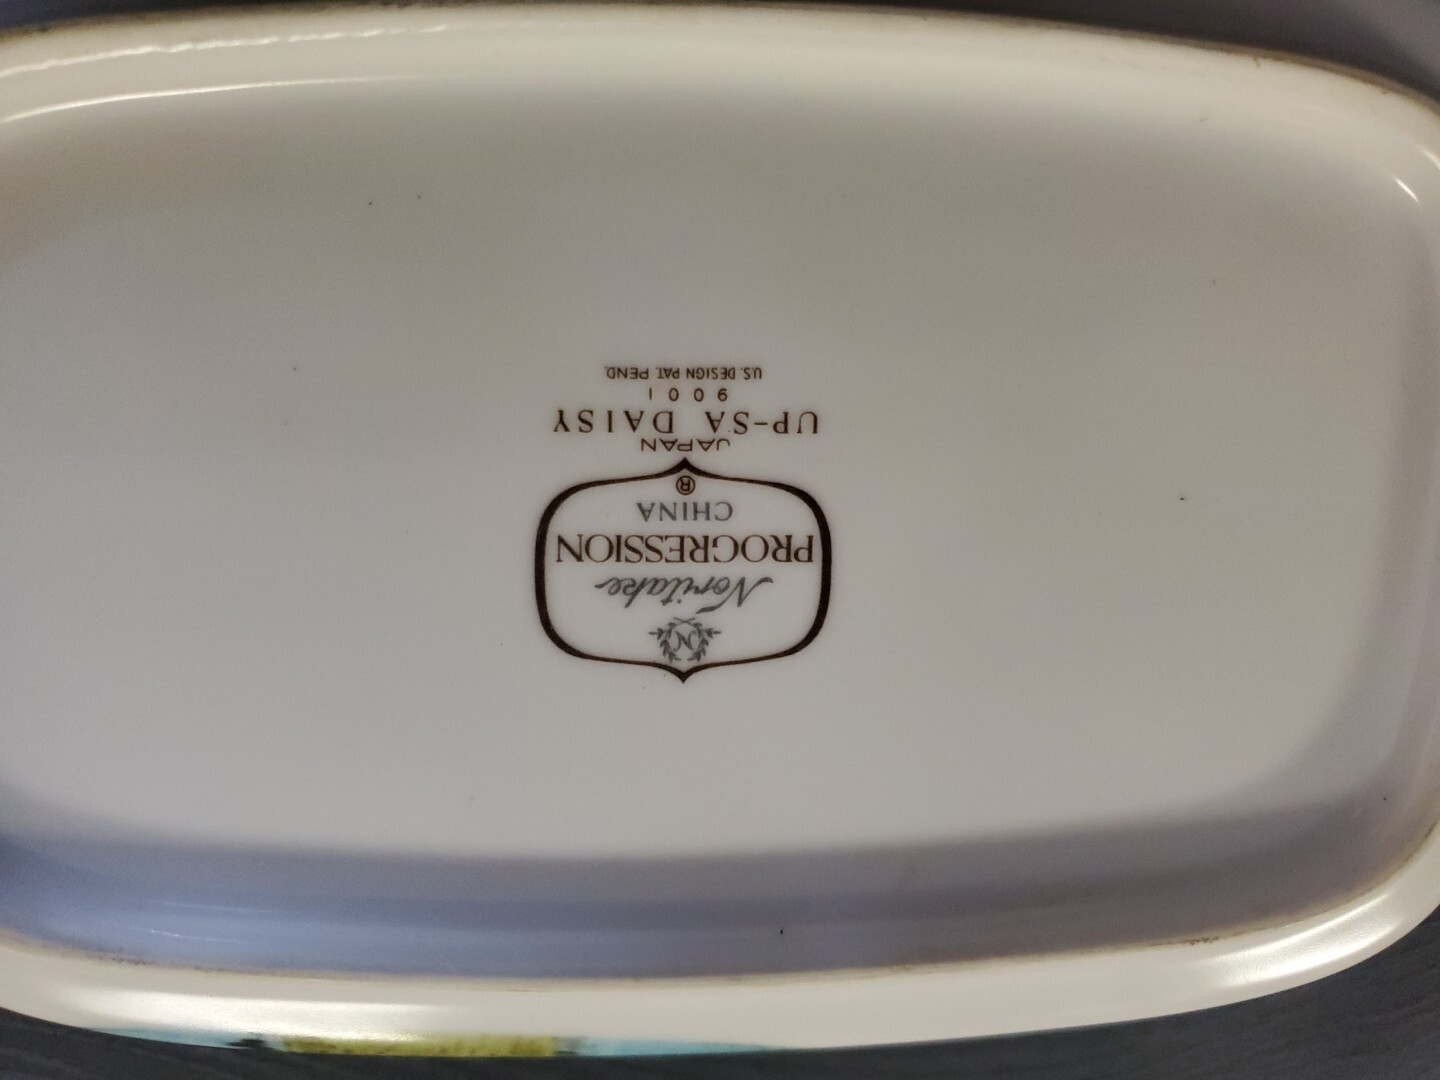 N
Noritake
PROGRESSION
CHINA
®
JAPAN
UP-SA DAISY
9001
U.S. DESIGN PAT. PEND.